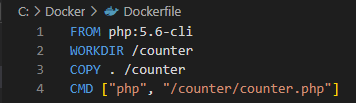 C: > Docker > Dockerfile
1 FROM php:5.6-cli
2 WORKDIR /counter
3 COPY . /counter
4 CMD ["php", "/counter/counter.php"]